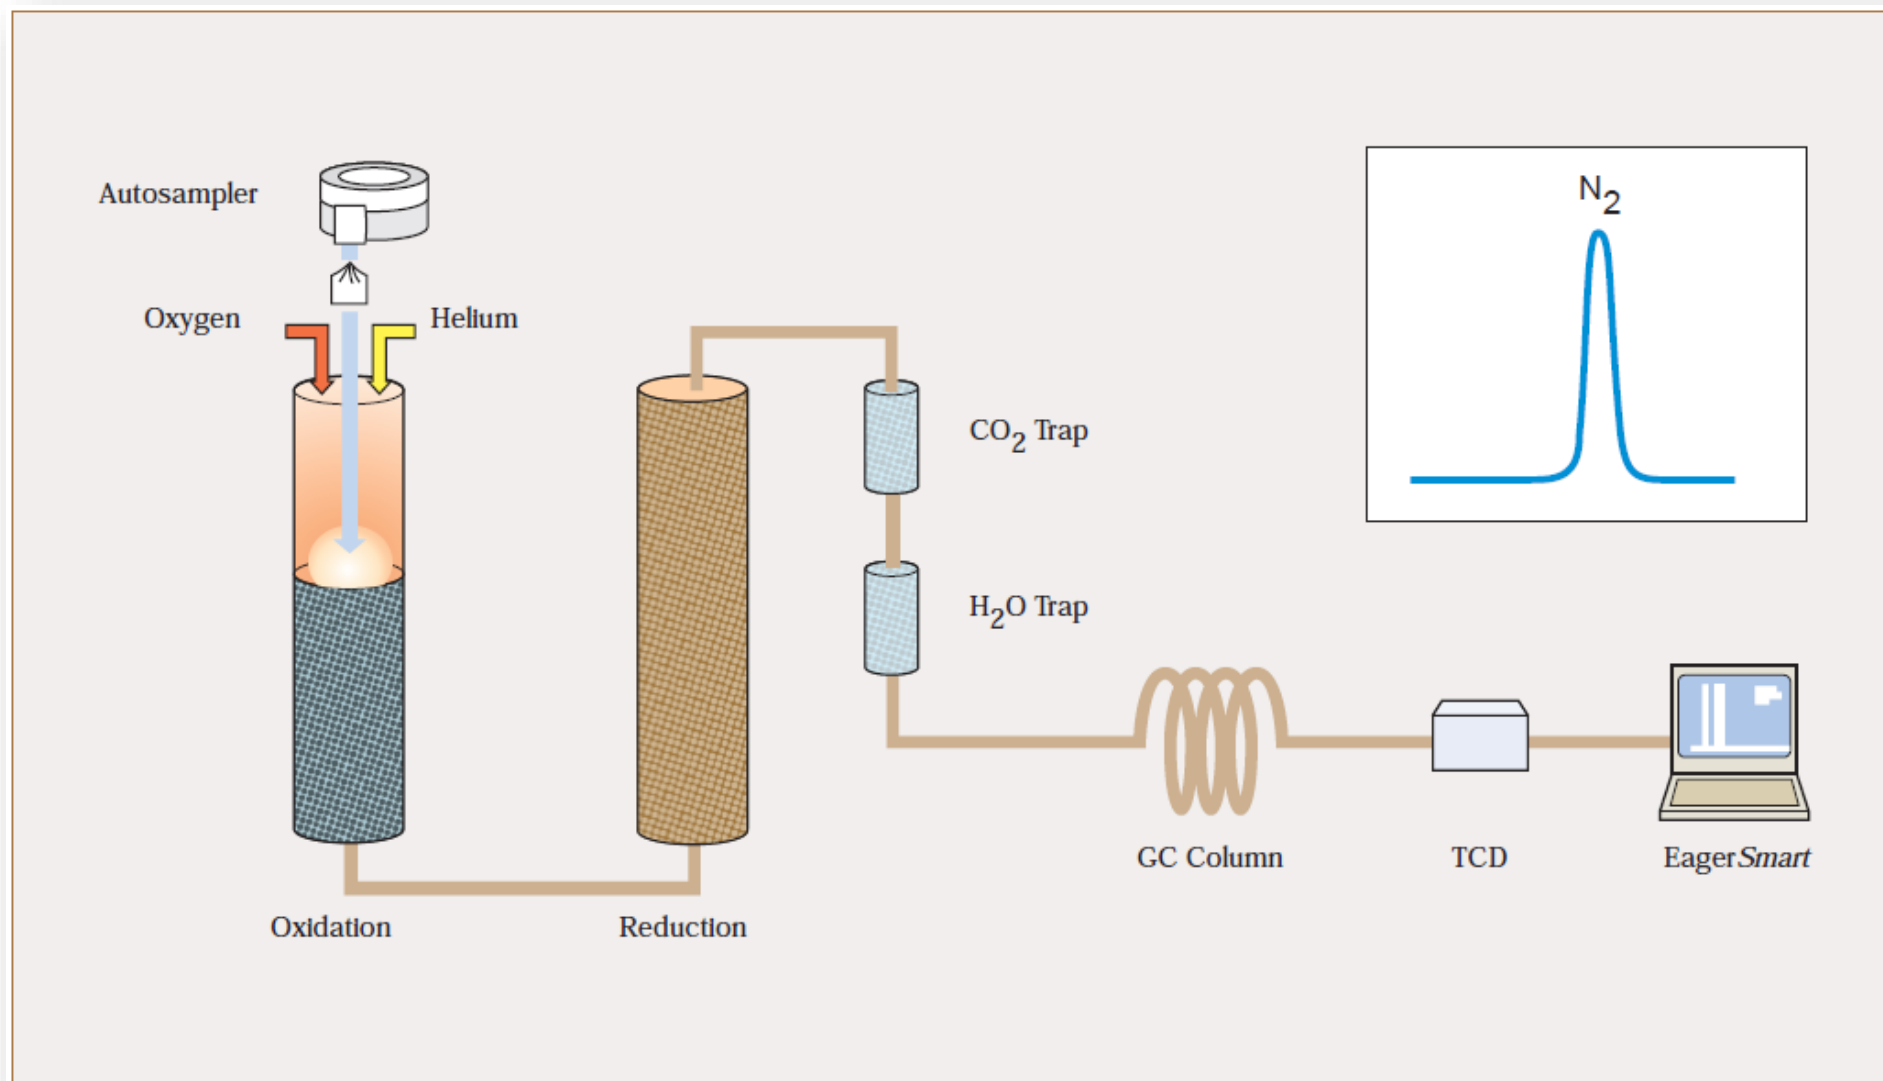 Autosampler
Oxygen
Helium
N2
CO2 Trap
H2O Trap
GC Column
TCD
EagerSmart
Oxidation
Reduction